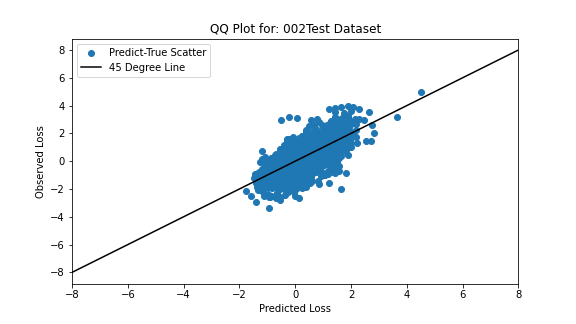 QQ Plot for: 002Test Dataset
Predict-True Scatter
45 Degree Line
Observed Loss
8
6
4
2
0
−2
−4
−6
−8
−8 −6 −4 −2 0 2 4 6 8
Predicted Loss